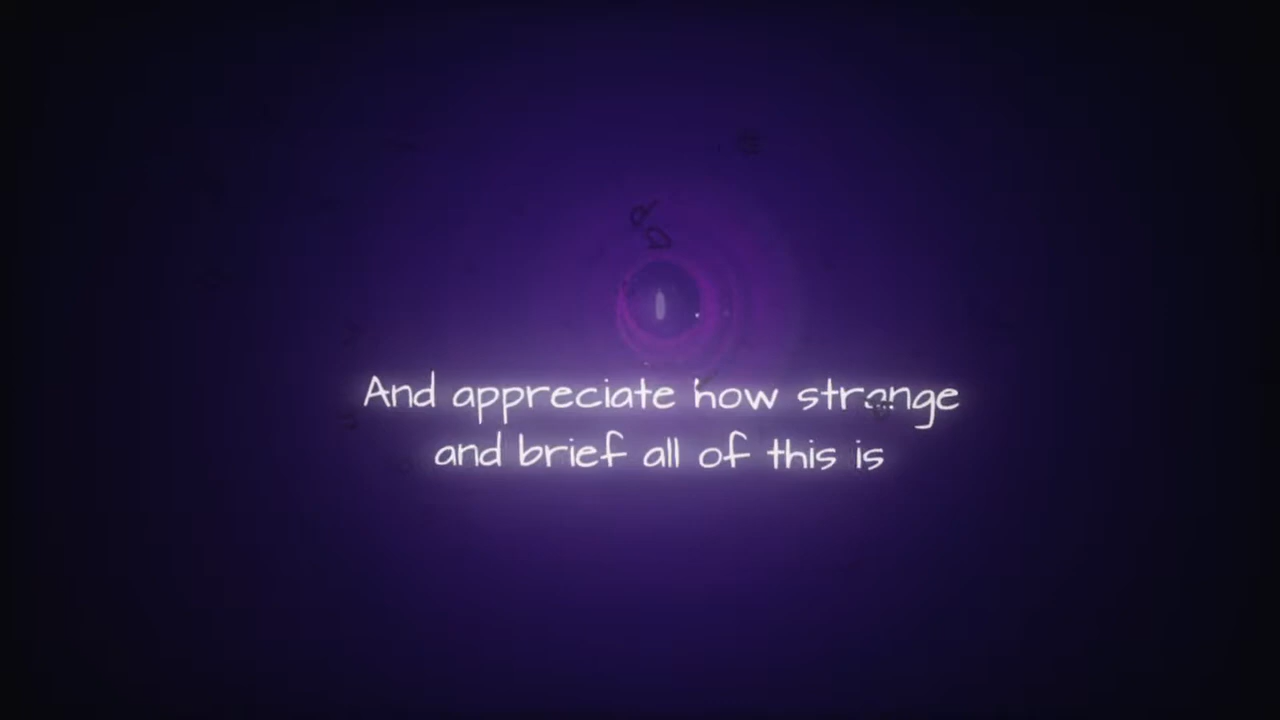 And appreciate how strange
and brief all of this is